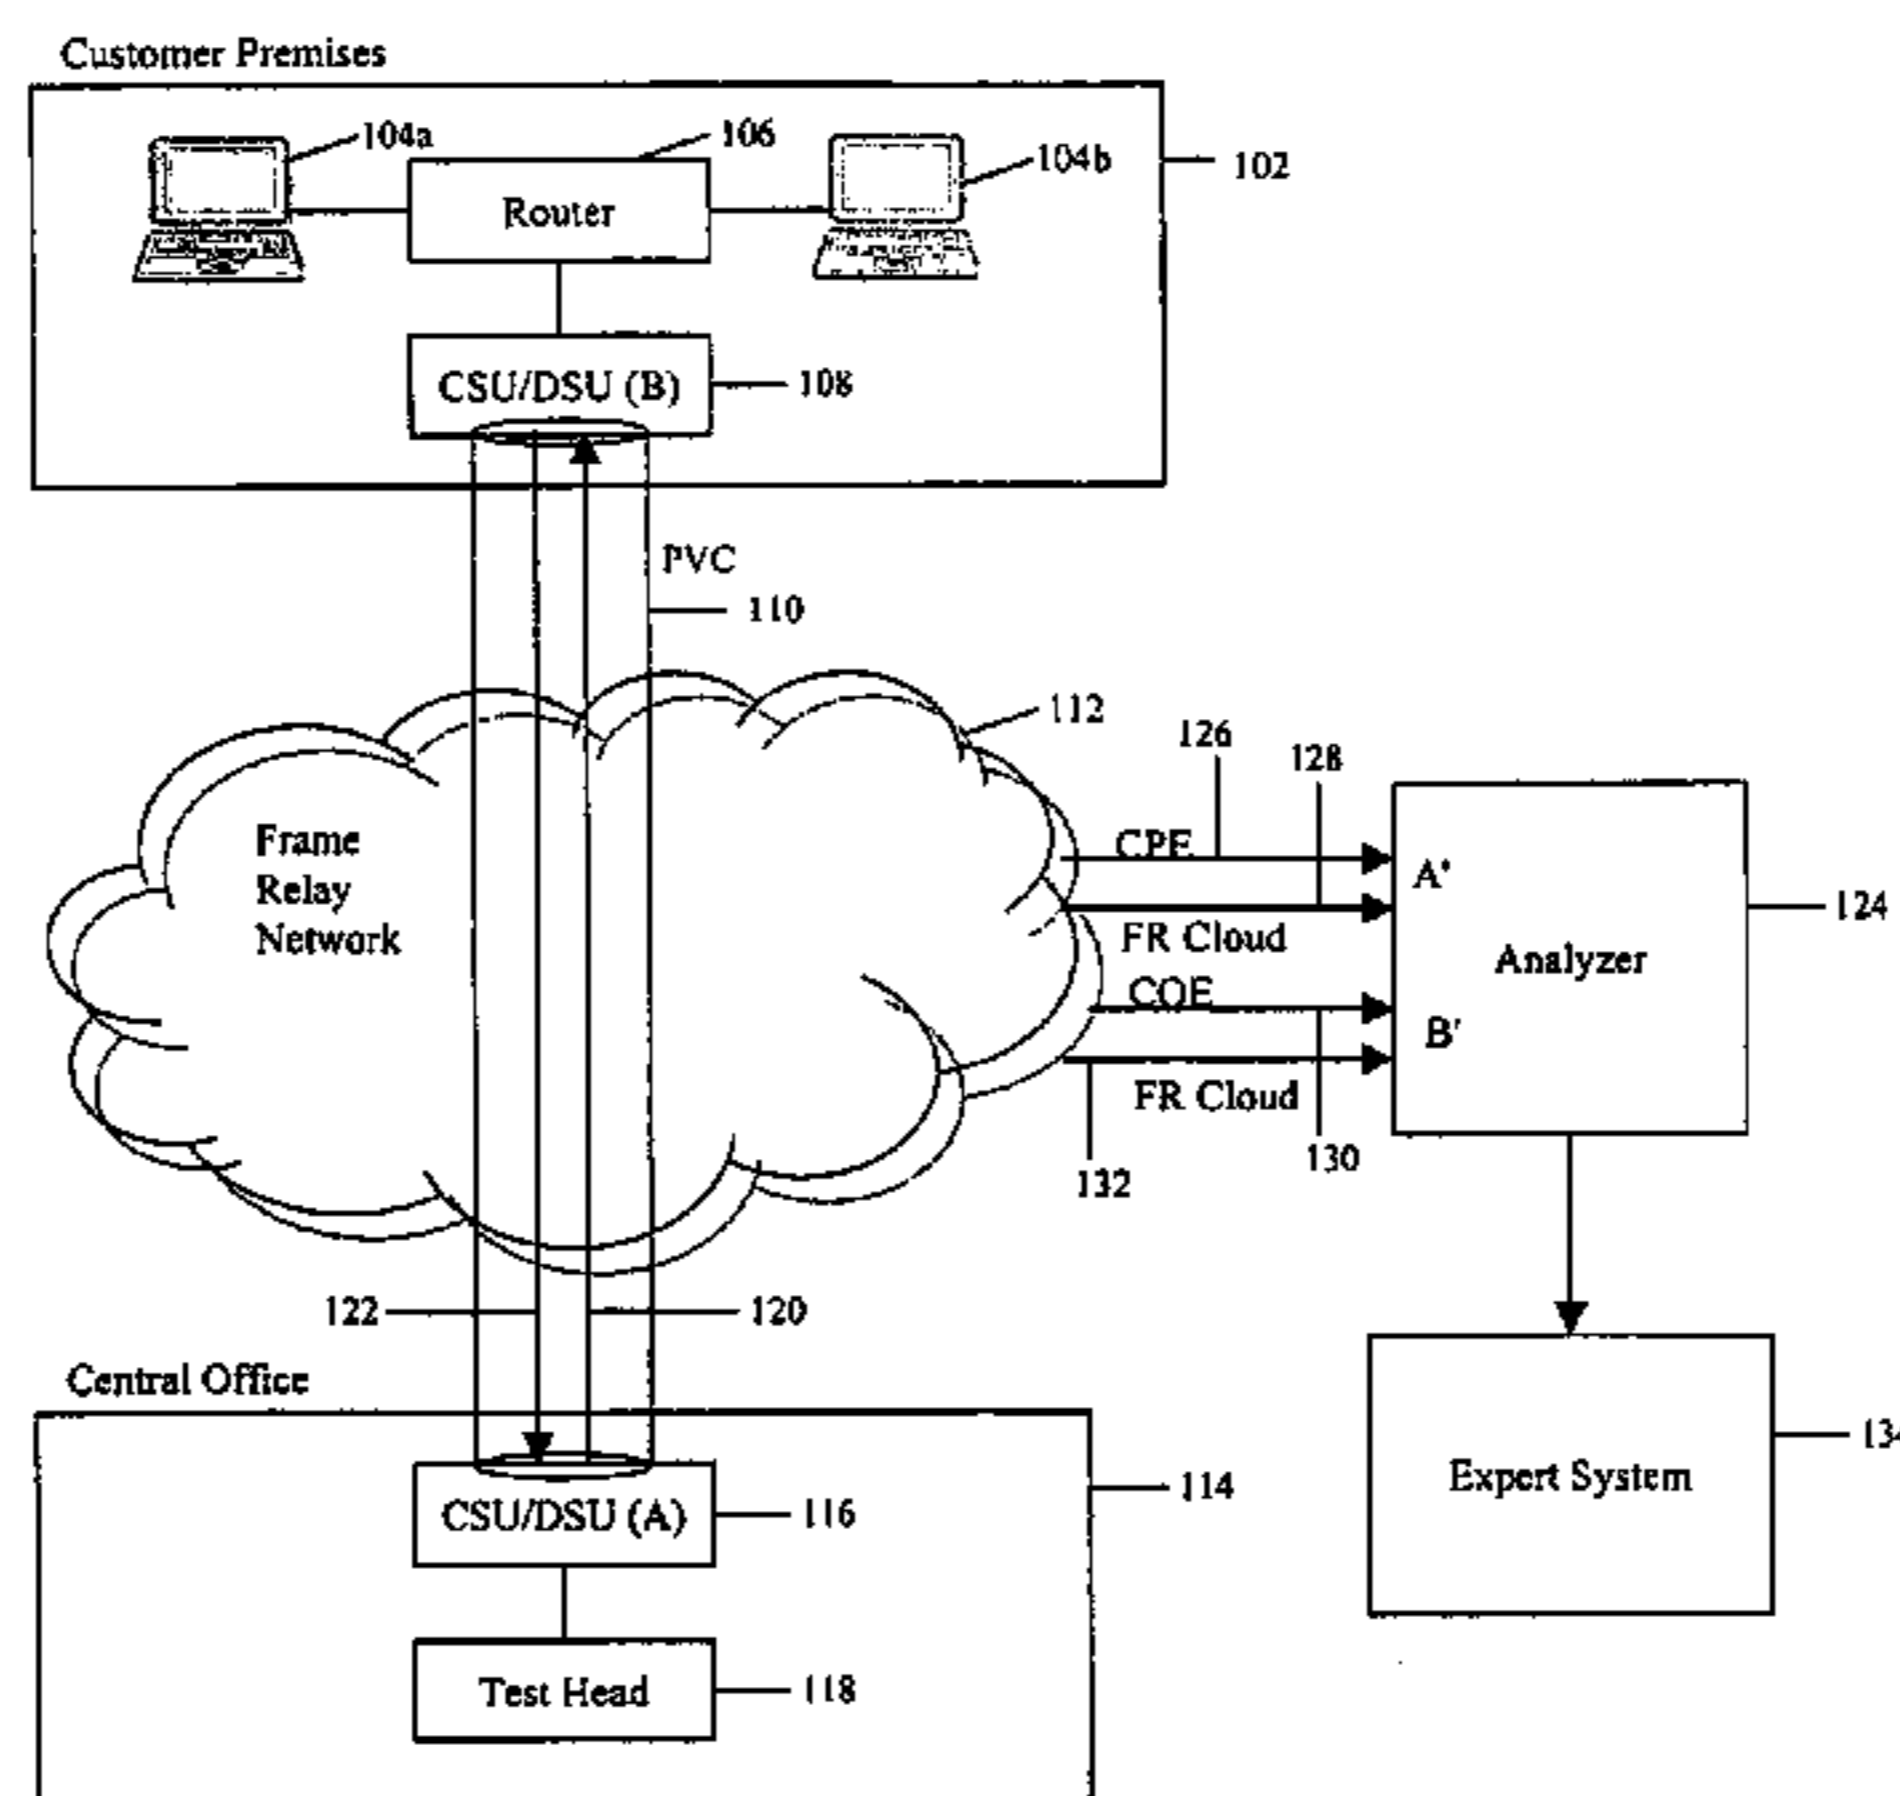 Customer Premises
104a
106
104b
102
Router
CSU/DSU (B)
108
PVC
110
112
126
128
Frame
Relay
Network
CPE
A'
124
FR Cloud
Analyzer
COE
B'
FR Cloud
130
132
122
120
Central Office
Expert System
114
CSU/DSU (A)
116
Test Head
118